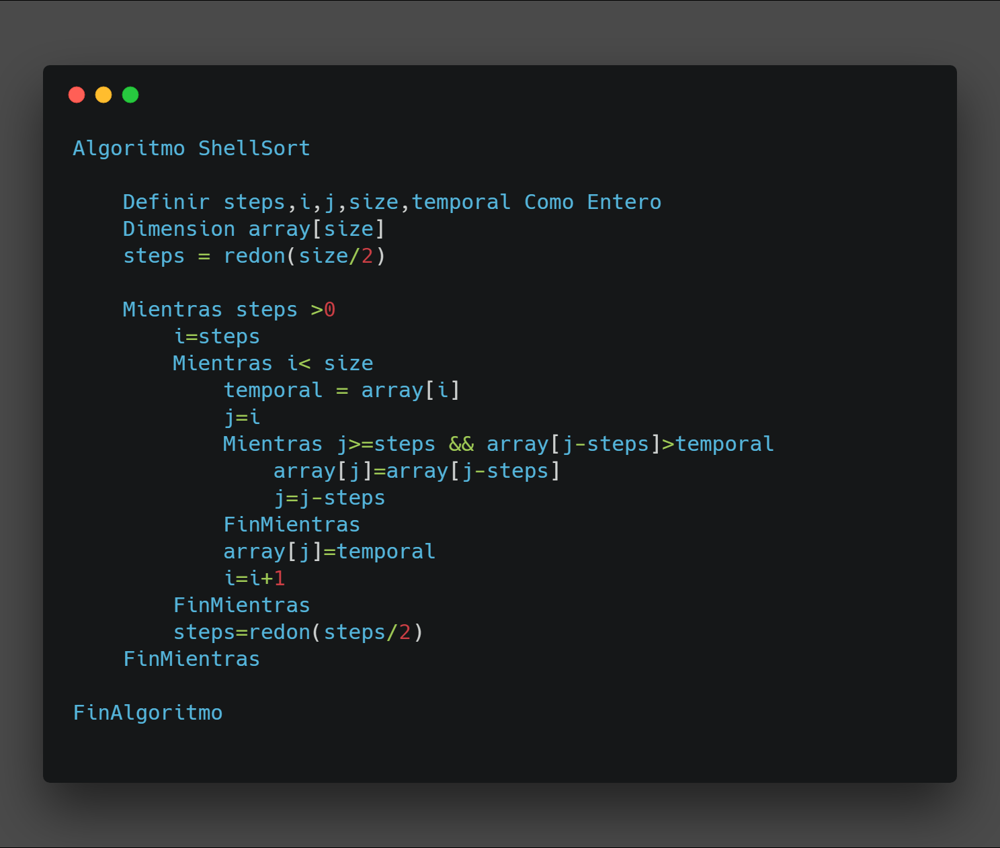 Algoritmo ShellSort
Definir steps,i,j,size,temporal Como Entero
Dimension array[size]
steps = redon(size/2)
Mientras steps >0
i=steps
Mientras i< size
temporal = array[i]
j=i
Mientras j>=steps && array[j-steps]>temporal
array[j]=array[j-steps]
j=j-steps
FinMientras
array[j]=temporal
i=i+1
FinMientras
steps=redon(steps/2)
FinMientras
FinAlgoritmo